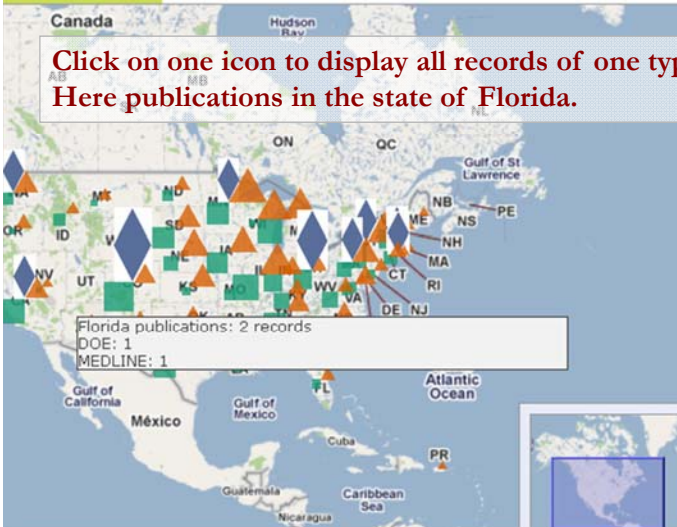 Canada
Hudson
Bay
Click on one icon to display all records of one typ
Here publications in the state of Florida.
AB
MB
NL
ON
QC
Gulf of St
Lawrence
NB
PE
ME
NS
MT
ND
OR
ID
SD
NH
MA
NE
IA
RI
CT
NV
UT
KS
MO
WV
VA
DE NJ
Florida publications: 2 records
DOE: 1
MEDLINE: 1
FL
Atlantic
Ocean
Gulf of
California
Gulf of
Mexico
México
Cuba
PR
Guatemala
Caribbean
Sea
Nicaragua